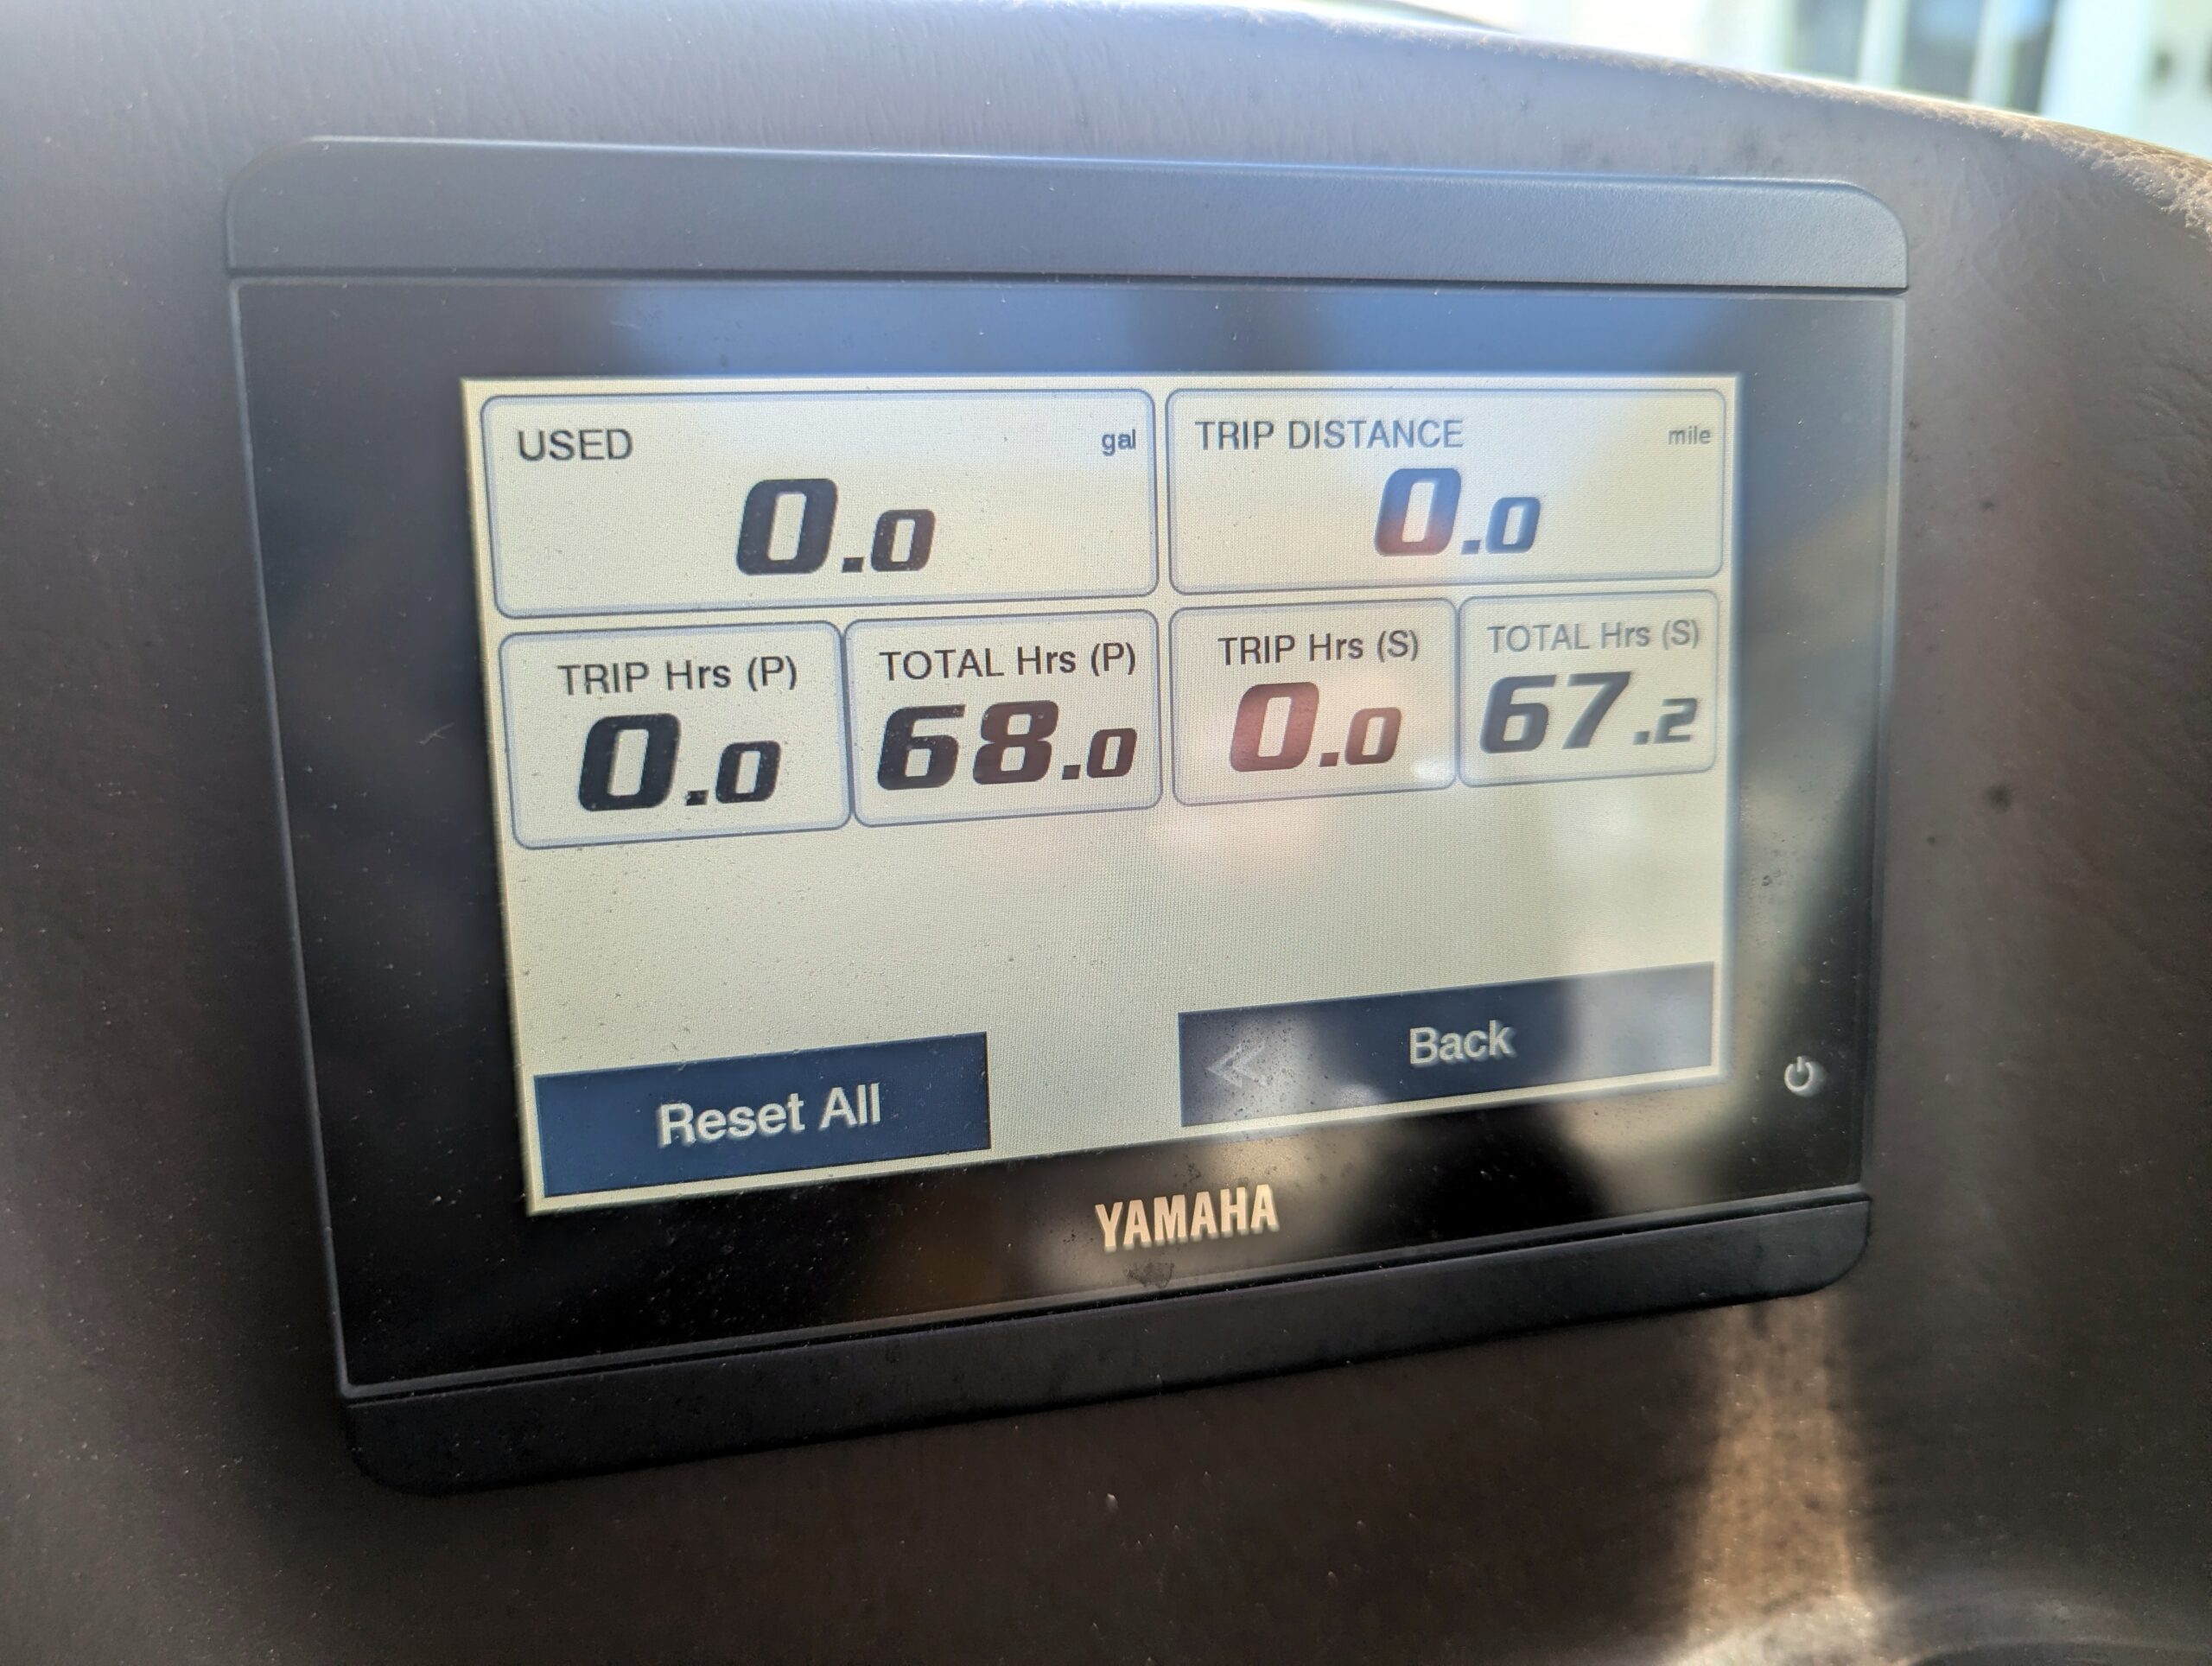 USED gal
0.0
TRIP DISTANCE mile
0.0
TRIP Hrs (P)
0.0
TOTAL Hrs (P)
68.0
TRIP Hrs (S)
0.0
TOTAL Hrs (S)
67.2
Reset All
Back
YAMAHA